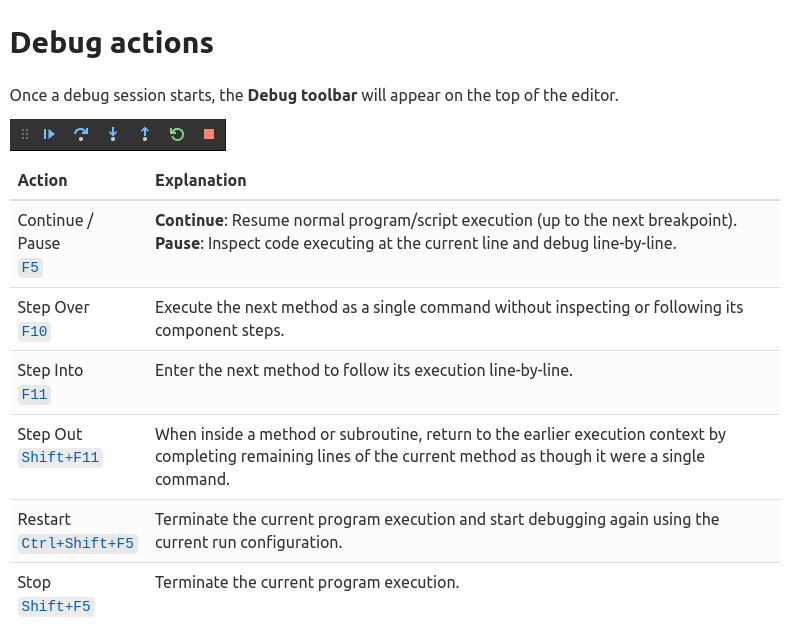 Debug actions
Once a debug session starts, the Debug toolbar will appear on the top of the editor.
Action Explanation
Continue / Continue: Resume normal program/script execution (up to the next breakpoint).
Pause Pause: Inspect code executing at the current line and debug line-by-line.
F5
Step Over Execute the next method as a single command without inspecting or following its
F10 component steps.
Step Into Enter the next method to follow its execution line-by-line.
F11
Step Out When inside a method or subroutine, return to the earlier execution context by
Shift+F11 completing remaining lines of the current method as though it were a single
command.
Restart Terminate the current program execution and start debugging again using the
Ctrl+Shift+F5 current run configuration.
Stop Terminate the current program execution.
Shift+F5